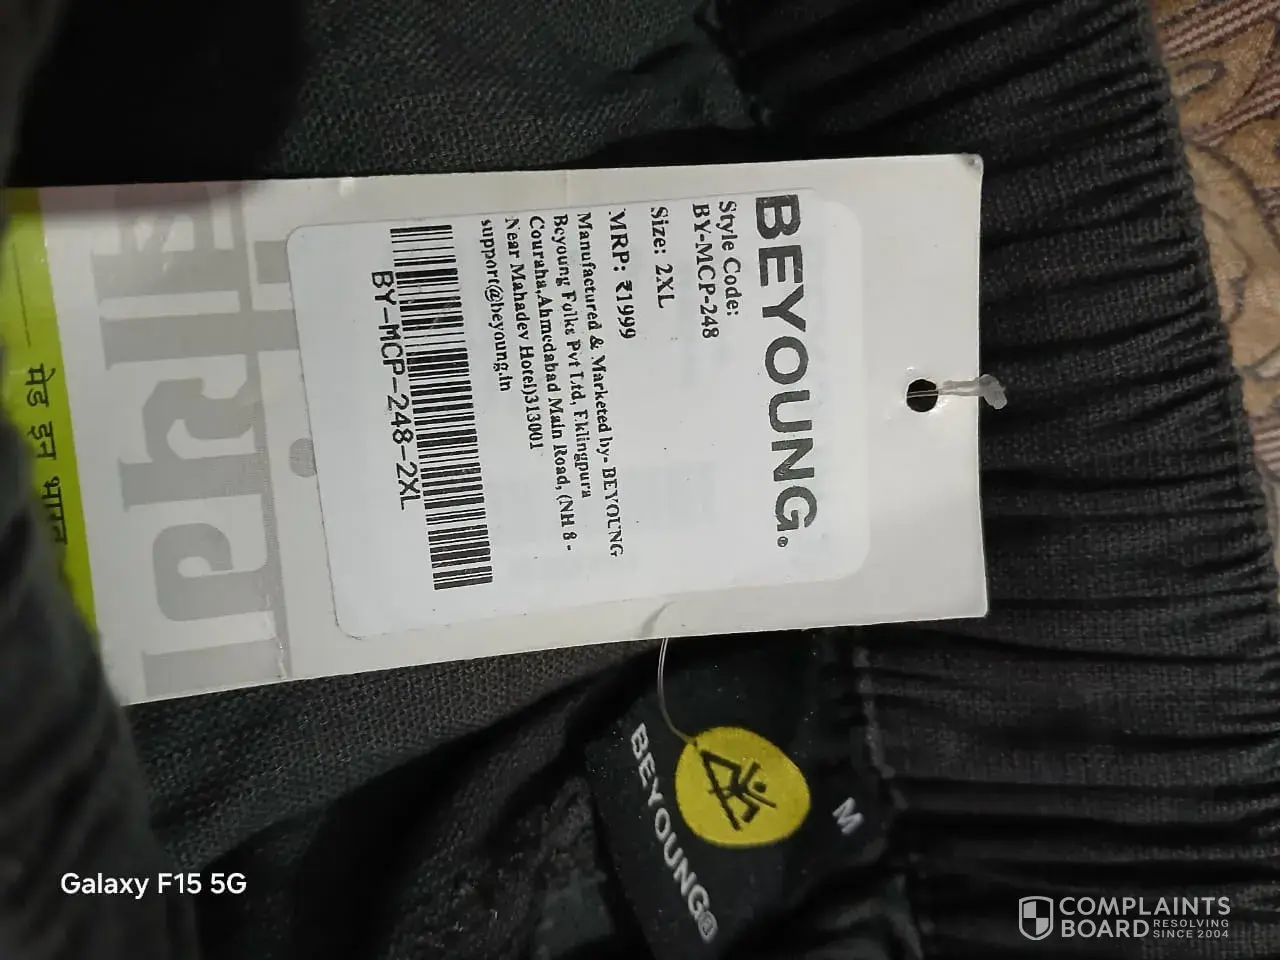 BEYOUNG®
Style Code:
BY-MCP-248
Size: 2XL
MRP: ₹1999
Manufactured & Marketed by- BEYOUNG
Beyoung Folks Pvt Ltd, Eklingpura
Couraha,Ahmedabad Main Road, (NH 8 -
Near Mahadev Hotel)313001
support@beyoung.in
BY-MCP-248-2XL
मेड इन भारत
M
BEYOUNG®
Galaxy F15 5G
COMPLAINTS
BOARD
RESOLVING
SINCE 2004